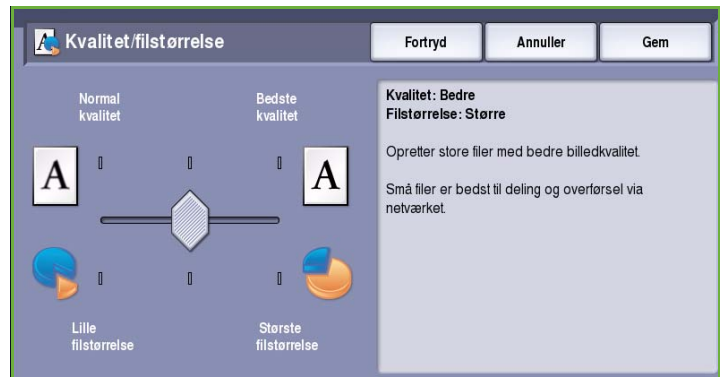 Kvalitet/filstørrelse
Fortryd
Annuller
Gem
Normal
kvalitet
Bedste
kvalitet
A
A
Lille
filstørrelse
Største
filstørrelse
Kvalitet: Bedre
Filstørrelse: Større
Opretter store filer med bedre billedkvalitet.
Små filer er bedst til deling og overførsel via
netværket.